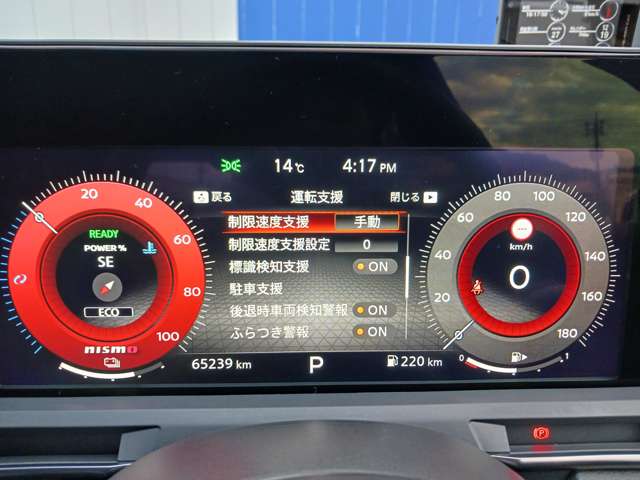 14℃
4:17 PM
戻る
運転支援
閉じる
制限速度支援 手動
制限速度支援設定 0
標識検知支援 ON
駐車支援
後退時車両検知警報 ON
ふらつき警報 ON
0 20 40 60 80 100
READY
POWER %
SE
ECO
nismo
0 20 40 60 80 100 120 140 160 180
km/h
0
65239 km
P
220 km
0 1